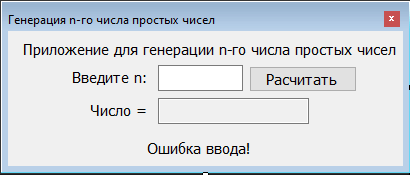 Генерация n-го числа простых чисел
x
Приложение для генерации n-го числа простых чисел
Введите n: Расчитать
Число =
Ошибка ввода!